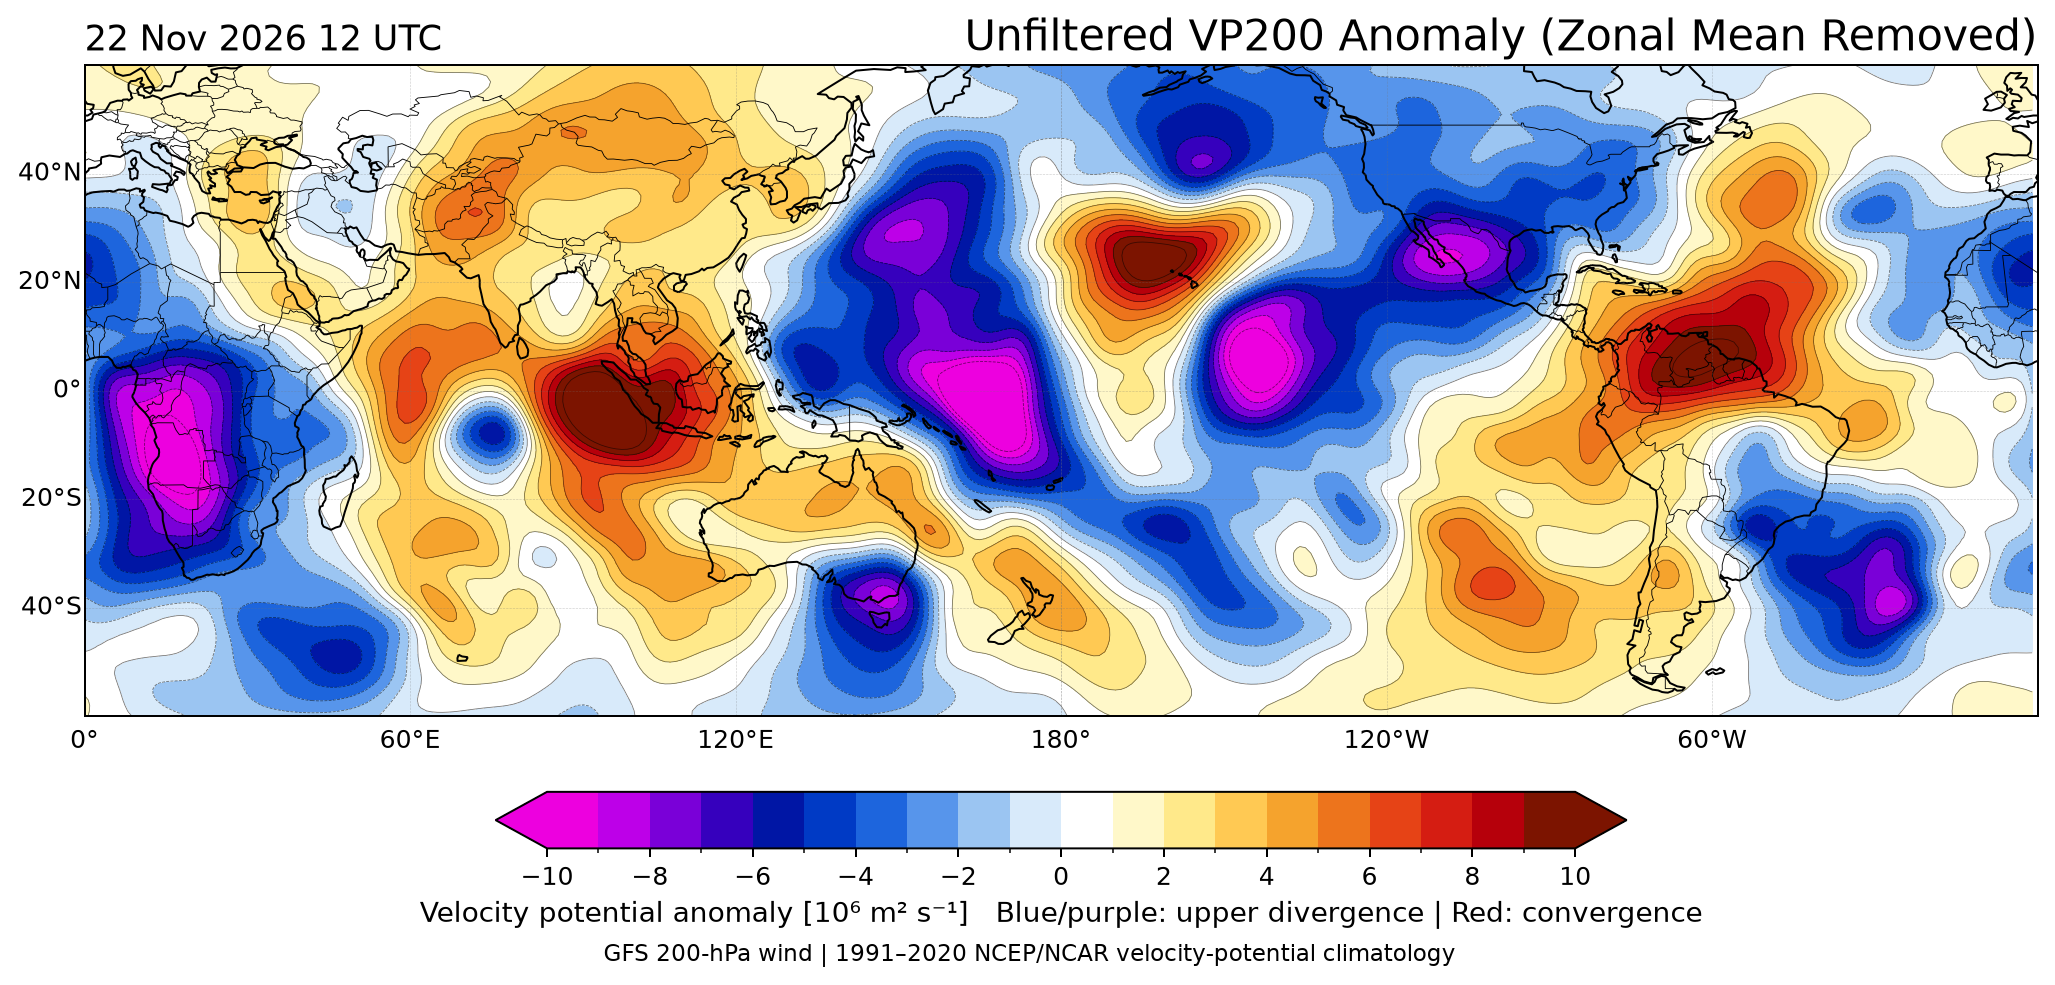 22 Nov 2026 12 UTC
Unfiltered VP200 Anomaly (Zonal Mean Removed)
40°N
20°N
0°
20°S
40°S
0° 60°E 120°E 180° 120°W 60°W
−10 −8 −6 −4 −2 0 2 4 6 8 10
Velocity potential anomaly [10⁶ m² s⁻¹] Blue/purple: upper divergence | Red: convergence
GFS 200-hPa wind | 1991–2020 NCEP/NCAR velocity-potential climatology